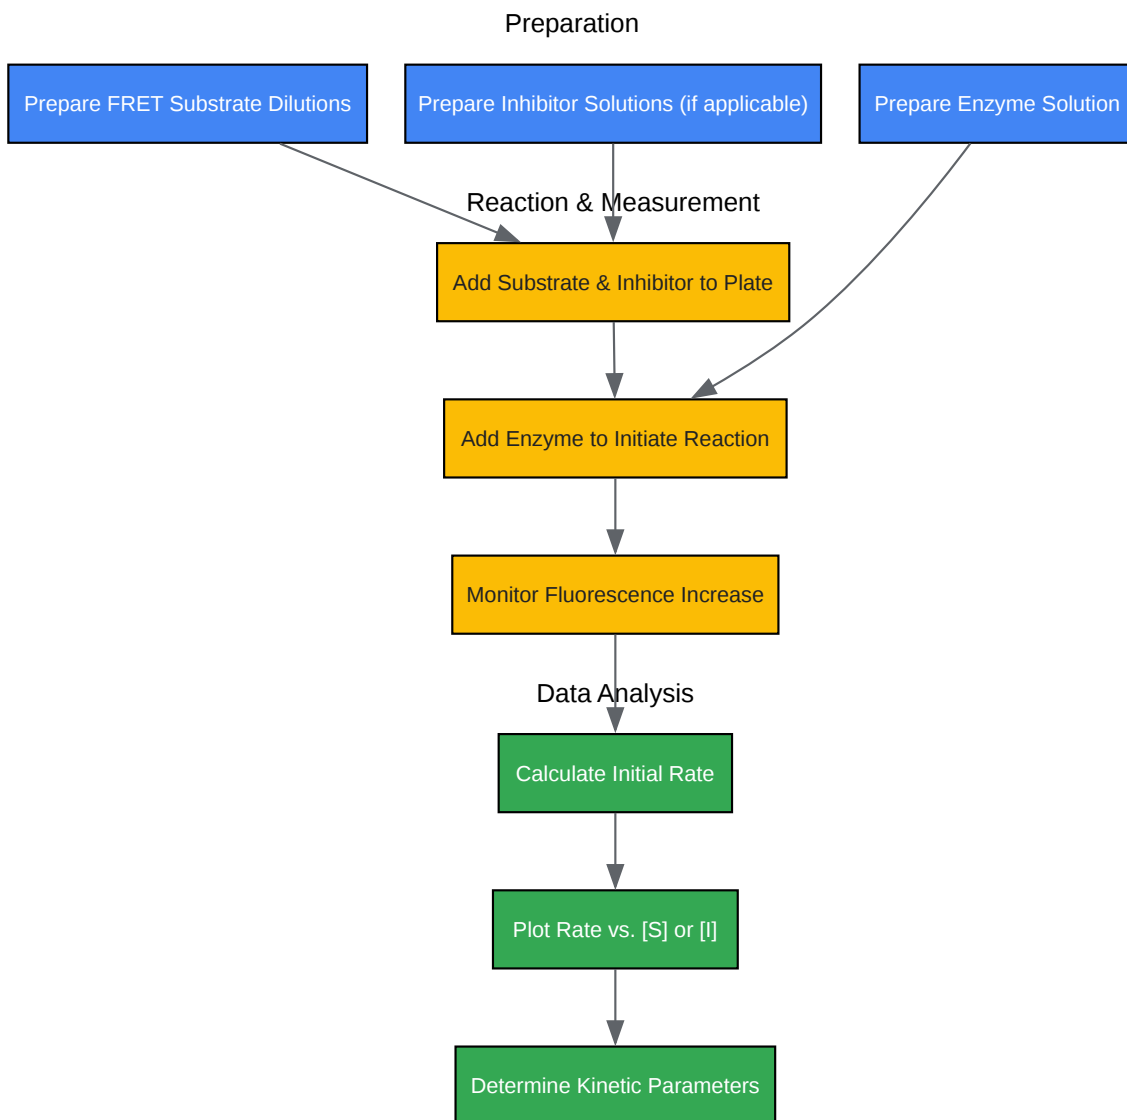 Preparation
Prepare FRET Substrate Dilutions
Prepare Inhibitor Solutions (if applicable)
Prepare Enzyme Solution
Reaction & Measurement
Add Substrate & Inhibitor to Plate
Add Enzyme to Initiate Reaction
Monitor Fluorescence Increase
Data Analysis
Calculate Initial Rate
Plot Rate vs. [S] or [I]
Determine Kinetic Parameters